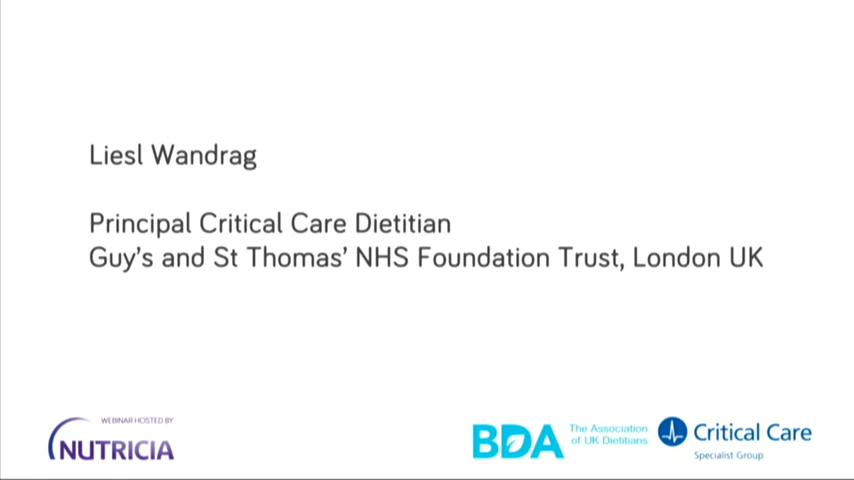 Liesl Wandrag
Principal Critical Care Dietitian
Guy's and St Thomas' NHS Foundation Trust, London UK
WEBINAR HOSTED BY
NUTRICIA
BDA
The Association
of UK Dietitians
Critical Care
Specialist Group